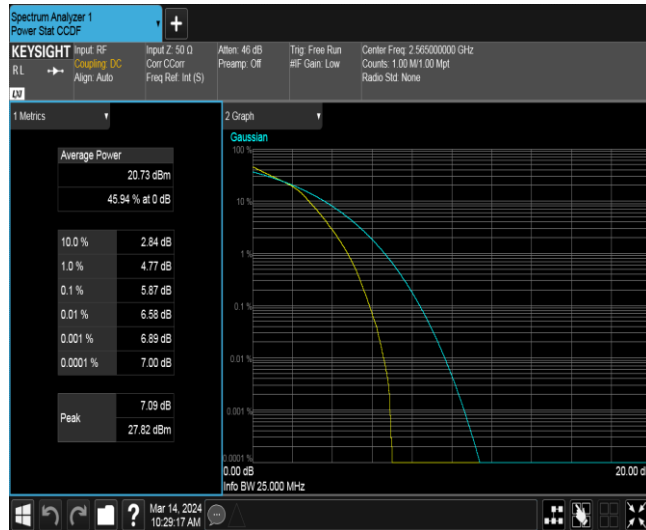 Spectrum Analyzer 1
Power Stat CCDF
+
KEYSIGHT
RL
LXI
Input: RF
Coupling: DC
Align: Auto
Input Z: 50 Ω
Corr CCorr
Freq Ref: Int (S)
Atten: 46 dB
Preamp: Off
Trig: Free Run
#IF Gain: Low
Center Freq: 2.565000000 GHz
Counts: 1.00 M/1.00 Mpt
Radio Std: None
1 Metrics
Average Power
20.73 dBm
45.94 % at 0 dB
10.0 % 2.84 dB
1.0 % 4.77 dB
0.1 % 5.87 dB
0.01 % 6.58 dB
0.001 % 6.89 dB
0.0001 % 7.00 dB
Peak
7.09 dB
27.82 dBm
2 Graph
Gaussian
100 %
10 %
1 %
0.1 %
0.01 %
0.001 %
0.0001 %
0.00 dB
20.00 d
Info BW 25.000 MHz
?
Mar 14, 2024
10:29:17 AM